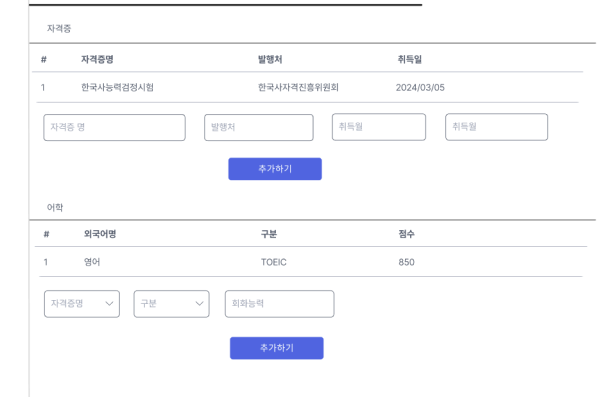 자격증
# 자격증명 발행처 취득일
1 한국사능력검정시험 한국사자격진흥위원회 2024/03/05
자격증 명 발행처 취득월 취득월
추가하기
어학
# 외국어명 구분 점수
1 영어 TOEIC 850
자격증명 구분 회화능력
추가하기